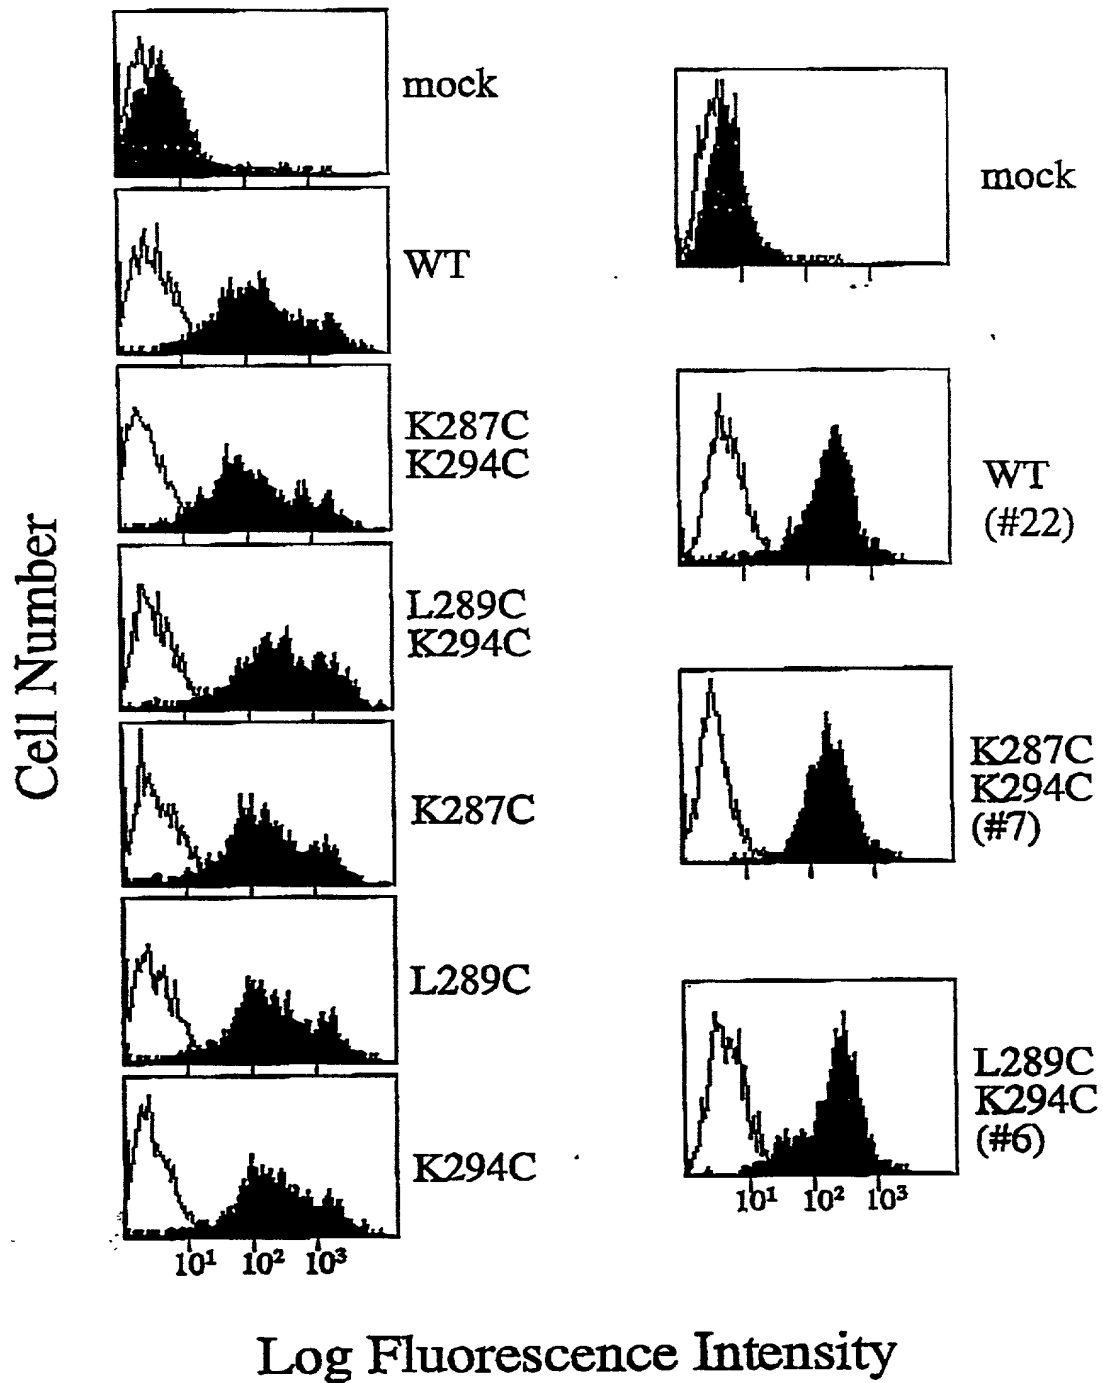 mock
WT
K287C
K294C
L289C
K294C
K287C
L289C
K294C
10¹ 10² 10³
mock
WT
(#22)
K287C
K294C
(#7)
L289C
K294C
(#6)
10¹ 10² 10³
Cell Number
Log Fluorescence Intensity